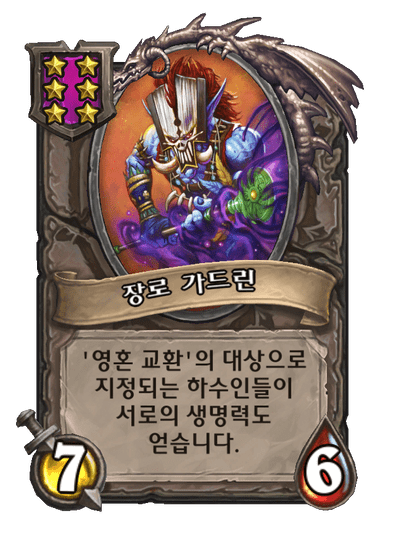 장로 가드린
'영혼 교환'의 대상으로
지정되는 하수인들이
서로의 생명력도
얻습니다.
7
6